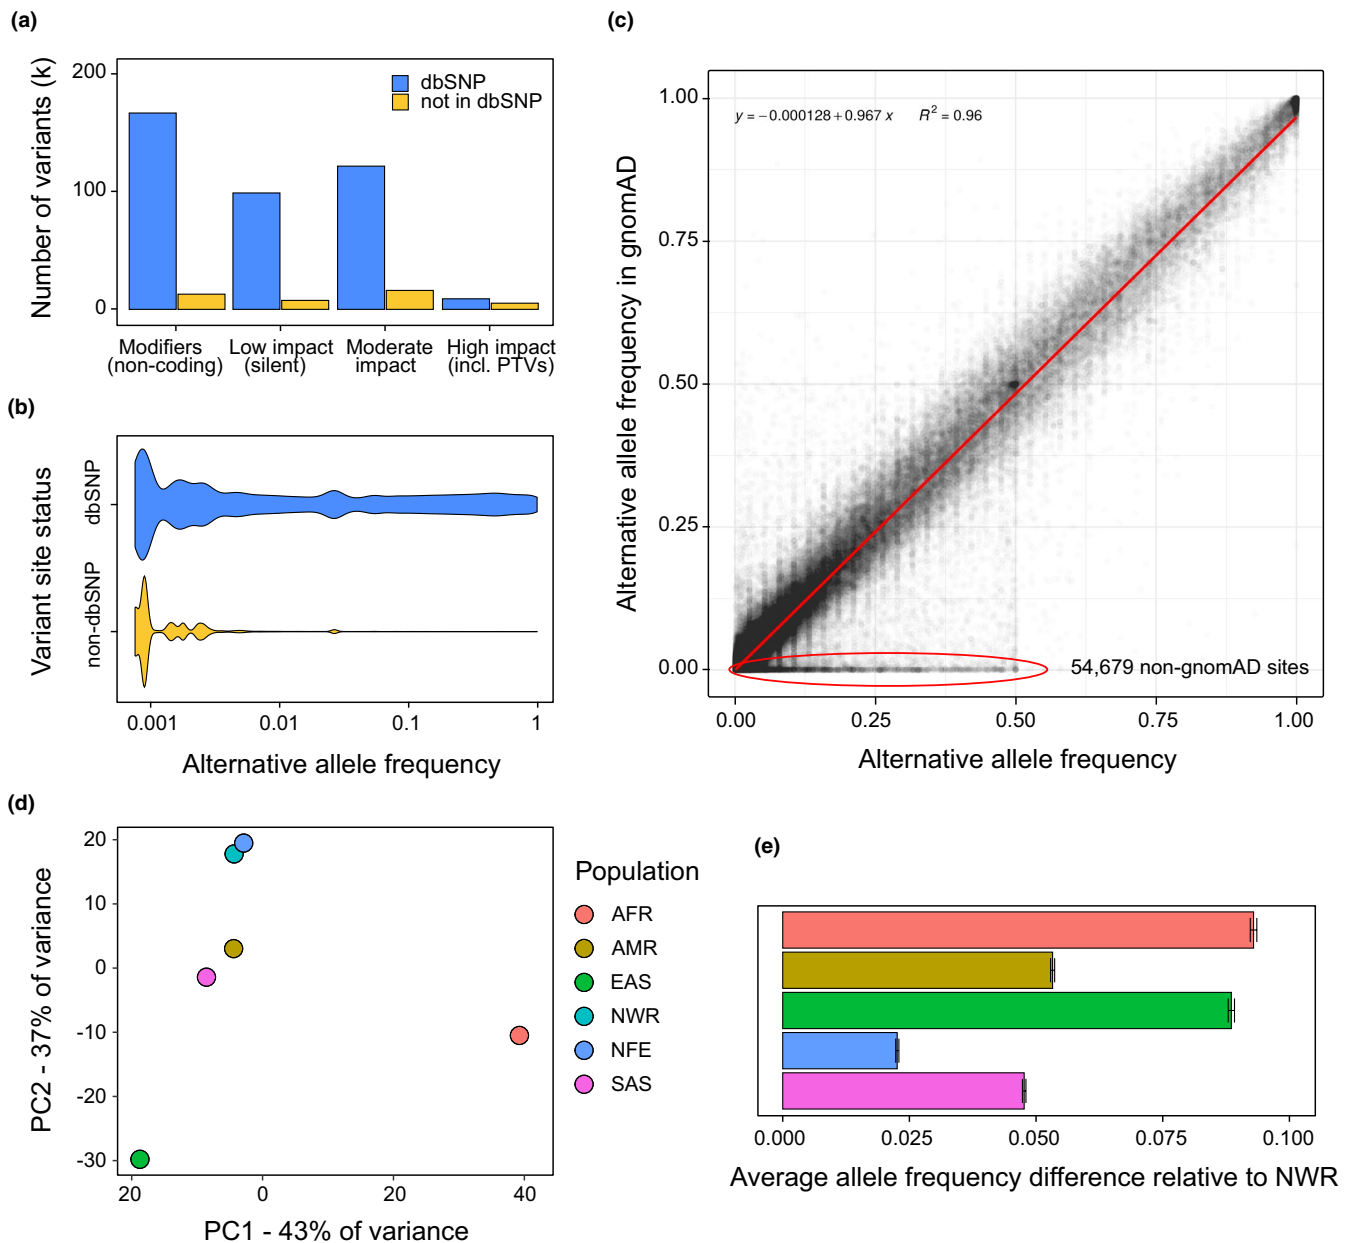 (a)
Number of variants (k)
200
100
0
dbSNP
not in dbSNP
Modifiers
(non-coding)
Low impact
(silent)
Moderate
impact
High impact
(incl. PTVs)
(b)
Variant site status
dbSNP
non-dbSNP
0.001
0.01
0.1
1
Alternative allele frequency
(c)
Alternative allele frequency in gnomAD
1.00
0.75
0.50
0.25
0.00
y = −0.000128 + 0.967 x R² = 0.96
54,679 non-gnomAD sites
0.00
0.25
0.50
0.75
1.00
Alternative allele frequency
(d)
PC2 - 37% of variance
20
10
0
-10
-20
-30
20
0
20
40
PC1 - 43% of variance
Population
AFR
AMR
EAS
NWR
NFE
SAS
(e)
0.000
0.025
0.050
0.075
0.100
Average allele frequency difference relative to NWR